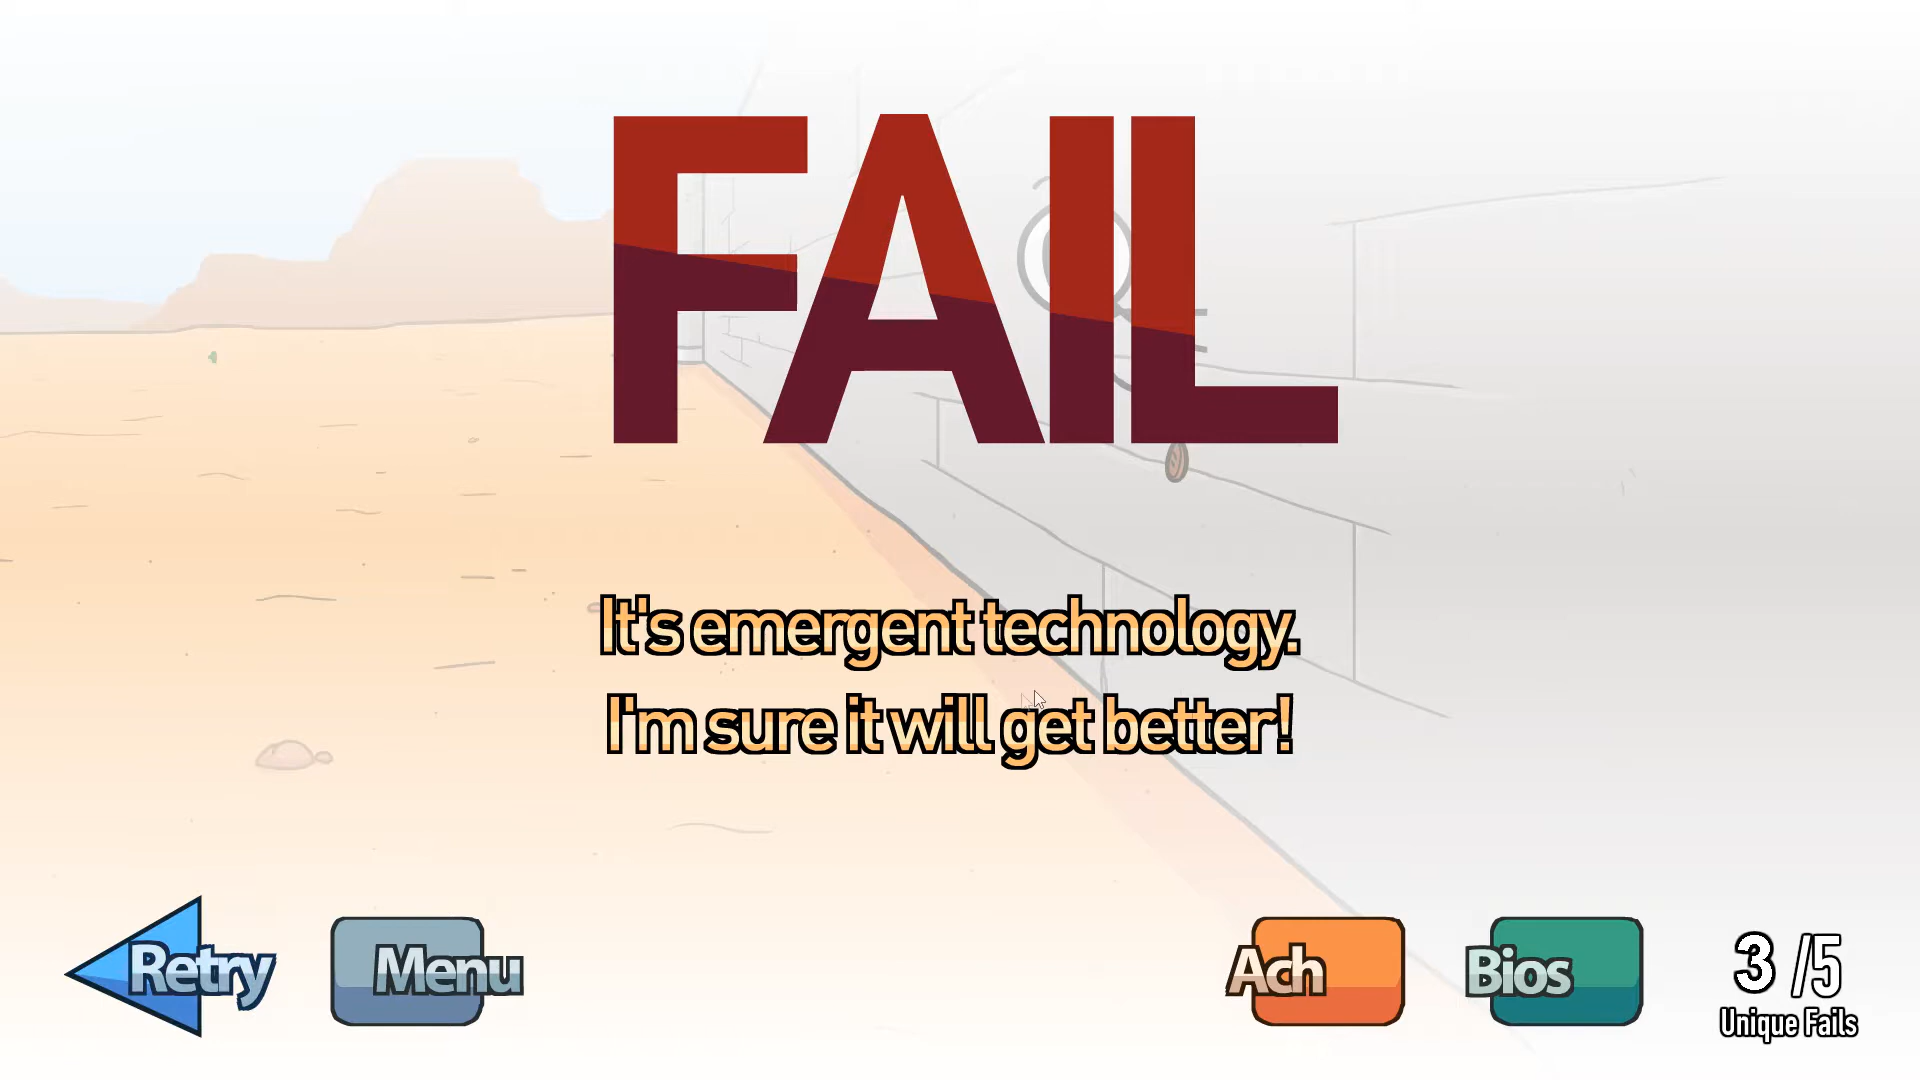 FAIL
It's emergent technology.
I'm sure it will get better!
Retry
Menu
Ach
Bios
3 /5
Unique Fails